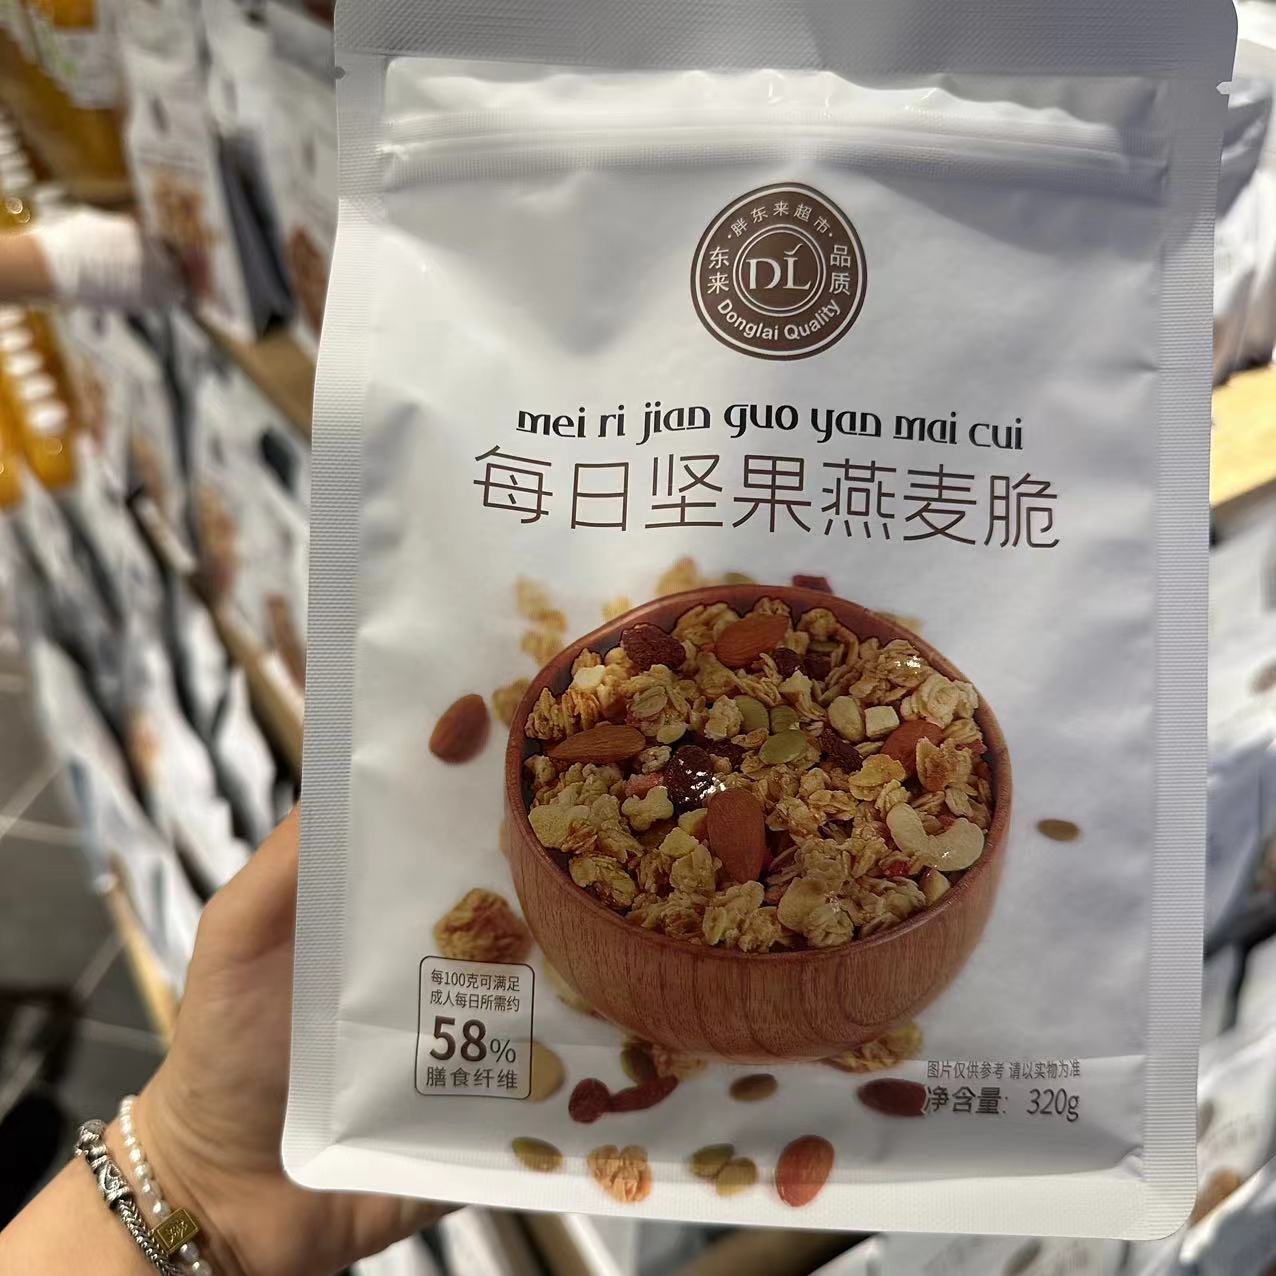 ·胖东来超市·
东来 品质
DL
Donglai Quality
mei ri jian guo yan mai cui
每日坚果燕麦脆
每100克可满足
成人每日所需约
58%
膳食纤维
图片仅供参考 请以实物为准
净含量: 320g